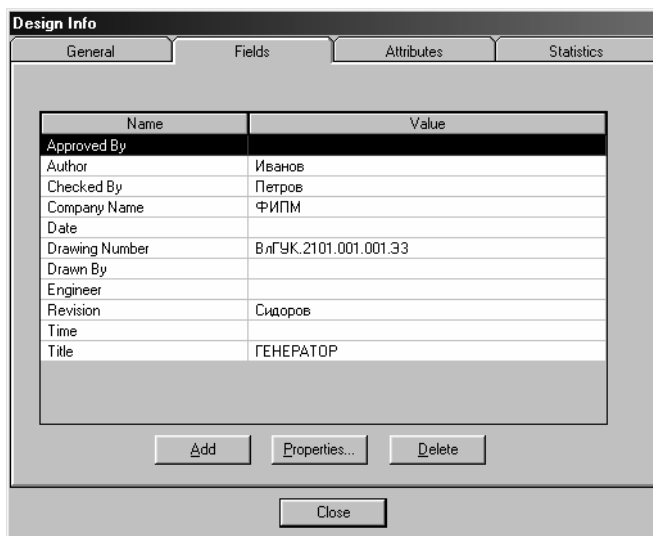 Design Info
General Fields Attributes Statistics
Name Value
Approved By
Author Иванов
Checked By Петров
Company Name ФИПМ
Date
Drawing Number ВлГУК.2101.001.001.ЭЗ
Drawn By
Engineer
Revision Сидоров
Time
Title ГЕНЕРАТОР
Add Properties... Delete
Close